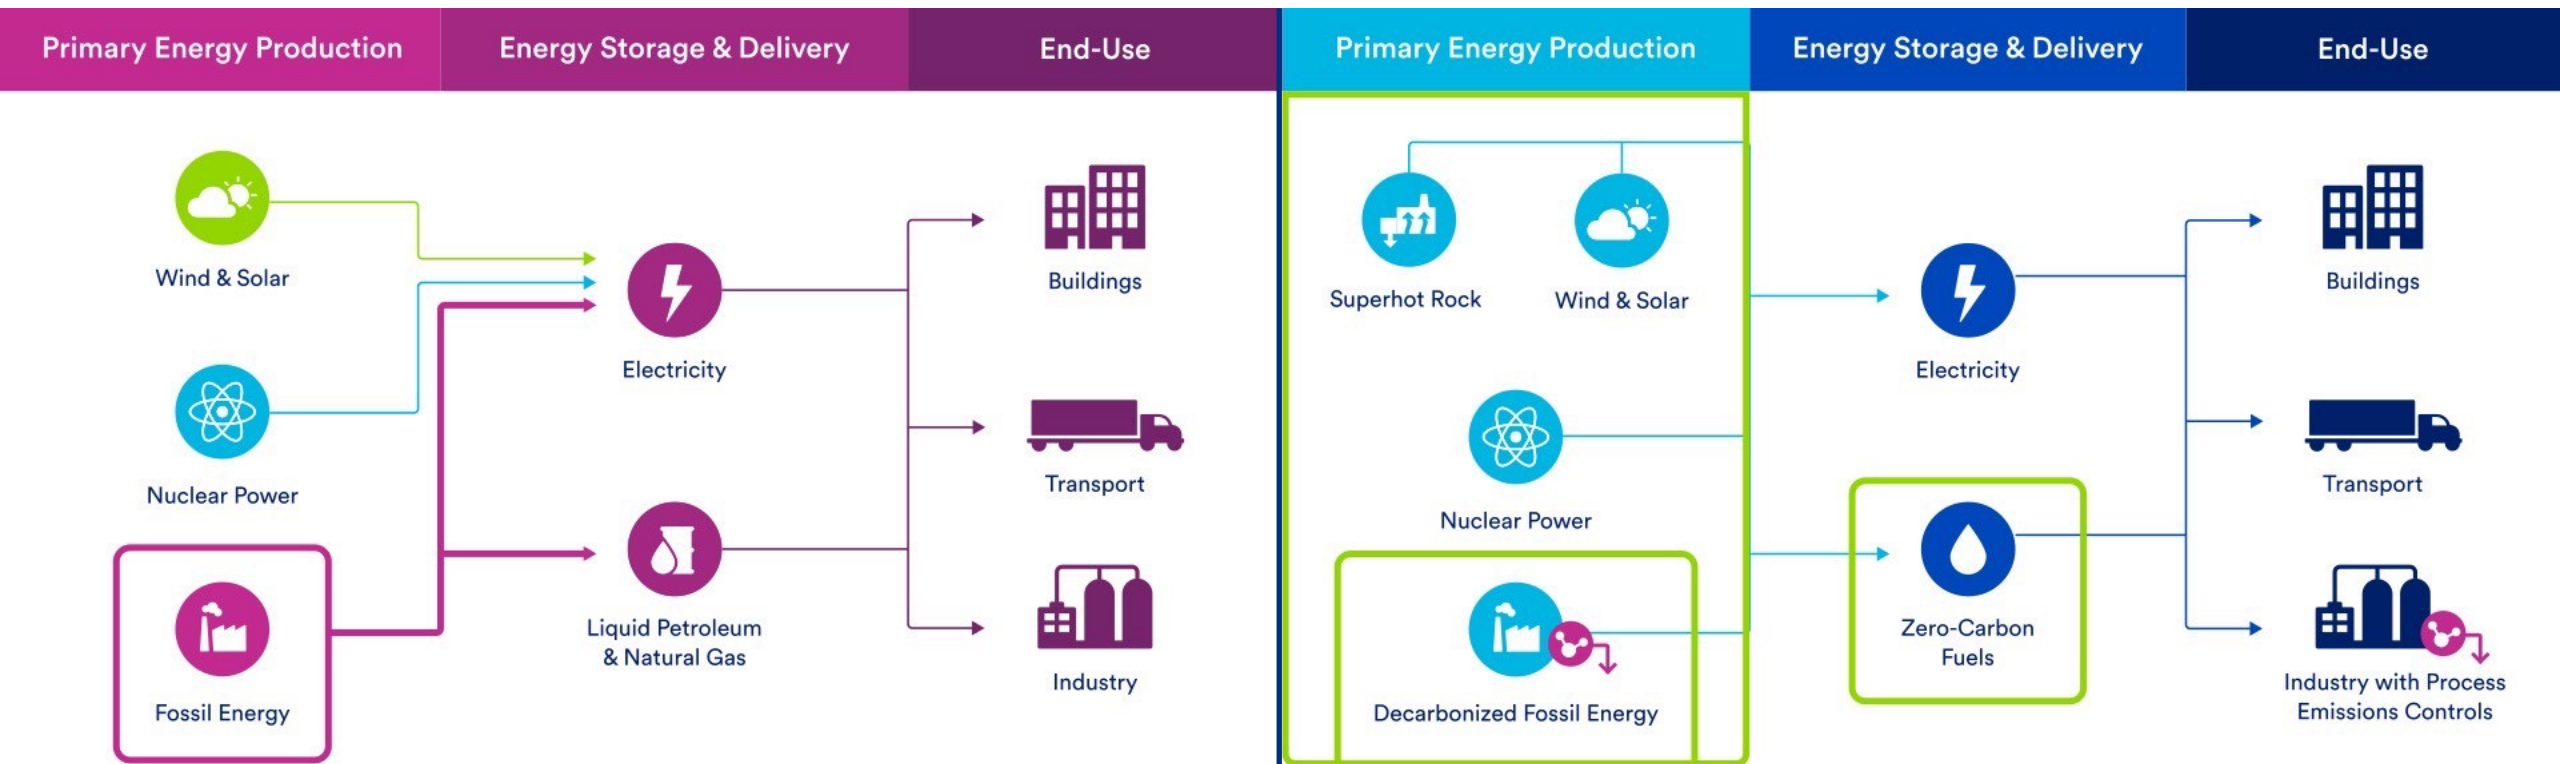 Primary Energy Production
Energy Storage & Delivery
End-Use
Wind & Solar
Nuclear Power
Fossil Energy
Electricity
Liquid Petroleum
& Natural Gas
Buildings
Transport
Industry
Primary Energy Production
Energy Storage & Delivery
End-Use
Superhot Rock
Wind & Solar
Nuclear Power
Decarbonized Fossil Energy
Electricity
Zero-Carbon
Fuels
Buildings
Transport
Industry with Process
Emissions Controls